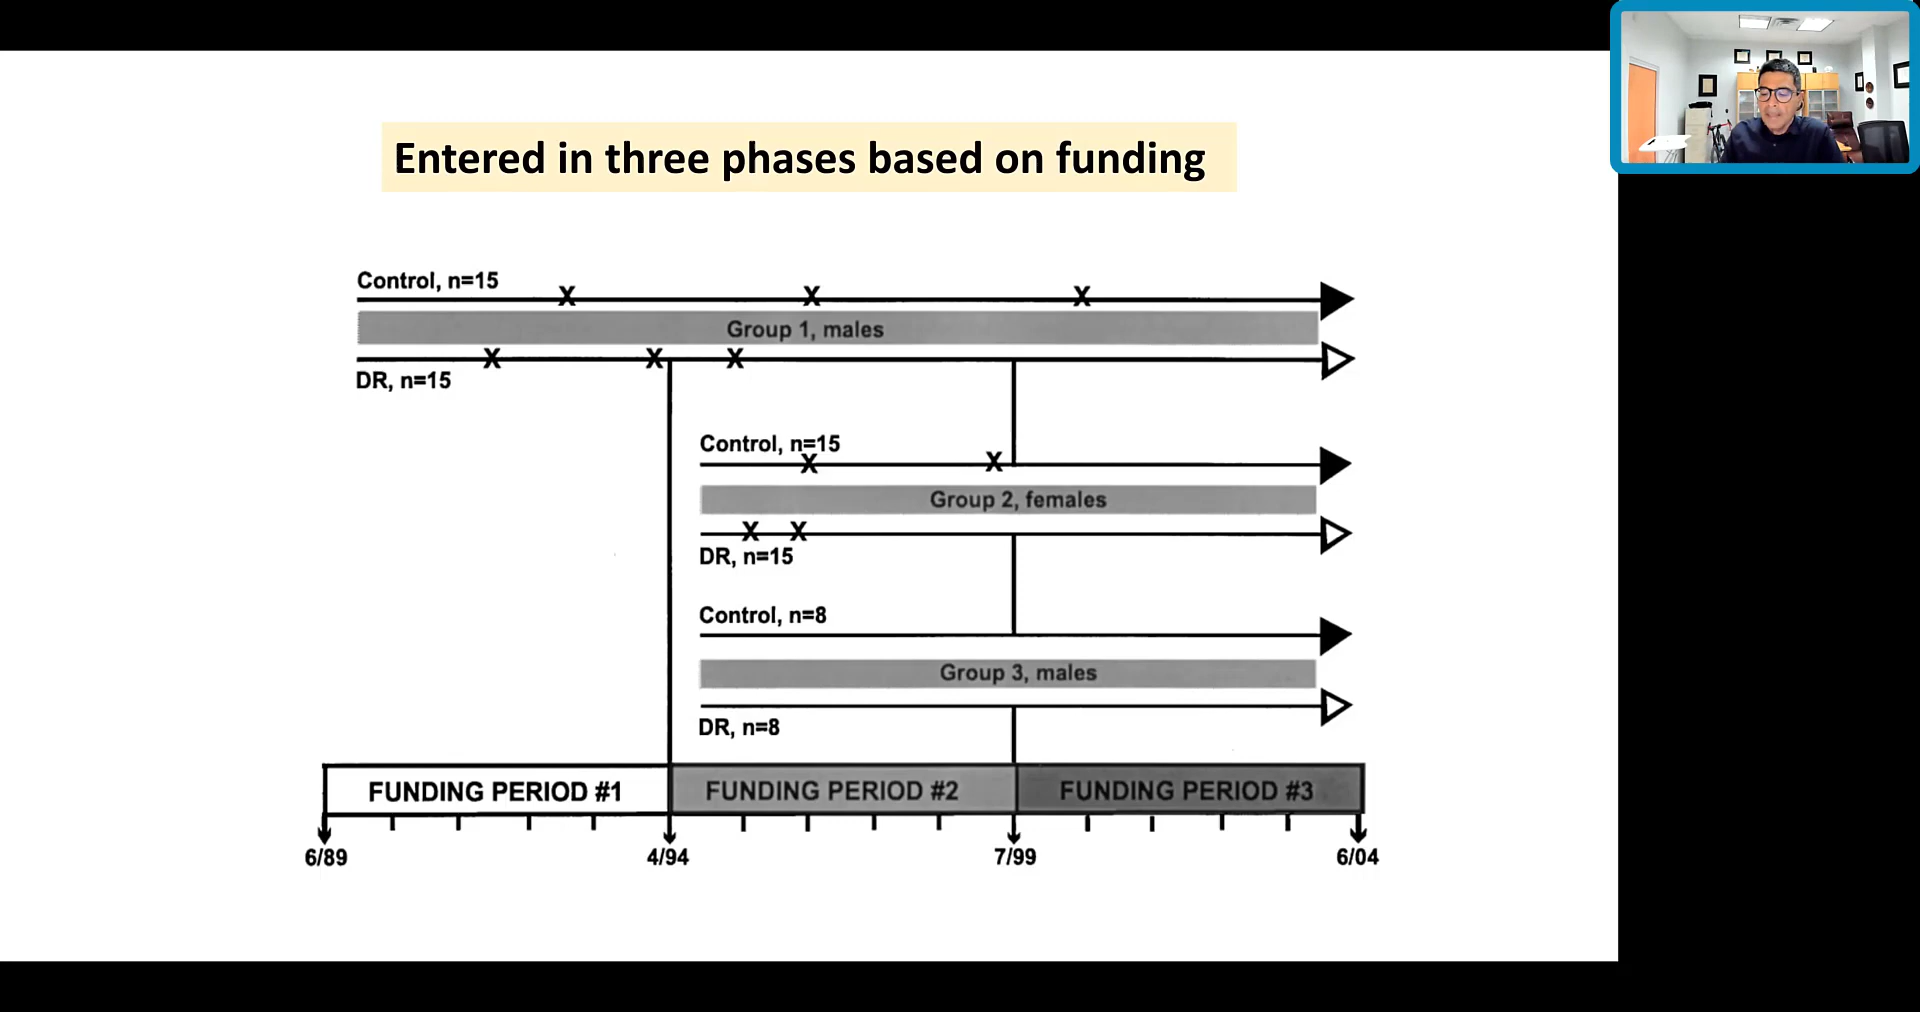 Entered in three phases based on funding
Control, n=15
X X X
Group 1, males
X X X
DR, n=15
Control, n=15
X X
Group 2, females
X X
DR, n=15
Control, n=8
Group 3, males
DR, n=8
FUNDING PERIOD #1 FUNDING PERIOD #2 FUNDING PERIOD #3
6/89 4/94 7/99 6/04